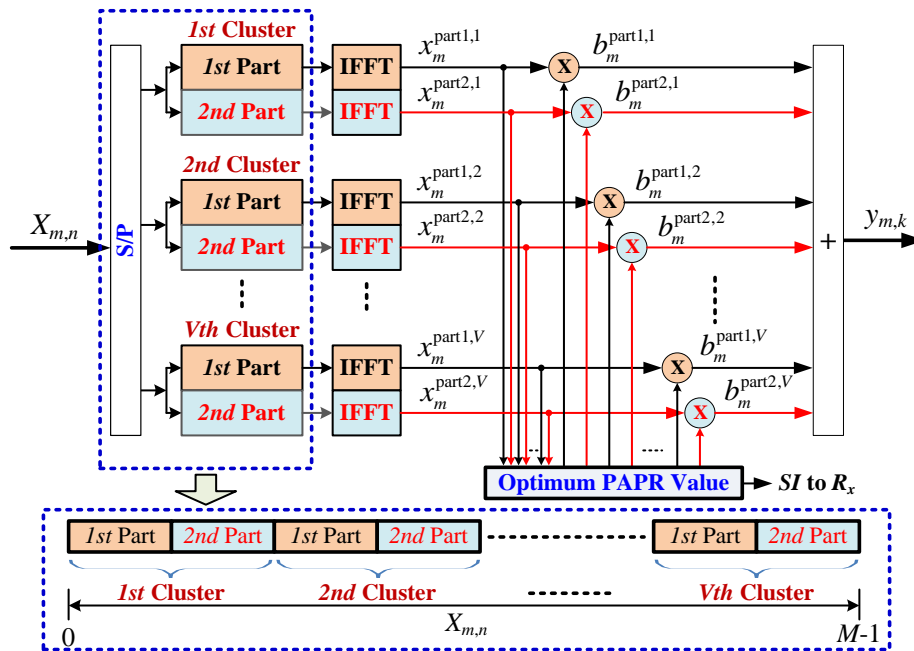 1st Cluster
1st Part
IFFT
x_m^{part1,1}
X
b_m^{part1,1}
2nd Part
IFFT
x_m^{part2,1}
X
b_m^{part2,1}
2nd Cluster
1st Part
IFFT
x_m^{part1,2}
X
b_m^{part1,2}
X_{m,n}
S/P
2nd Part
IFFT
x_m^{part2,2}
X
b_m^{part2,2}
+
y_{m,k}
Vth Cluster
1st Part
IFFT
x_m^{part1,V}
X
b_m^{part1,V}
2nd Part
IFFT
x_m^{part2,V}
X
b_m^{part2,V}
Optimum PAPR Value
SI to R_x
1st Part 2nd Part 1st Part 2nd Part 1st Part 2nd Part
1st Cluster 2nd Cluster Vth Cluster
X_{m,n}
0 M-1